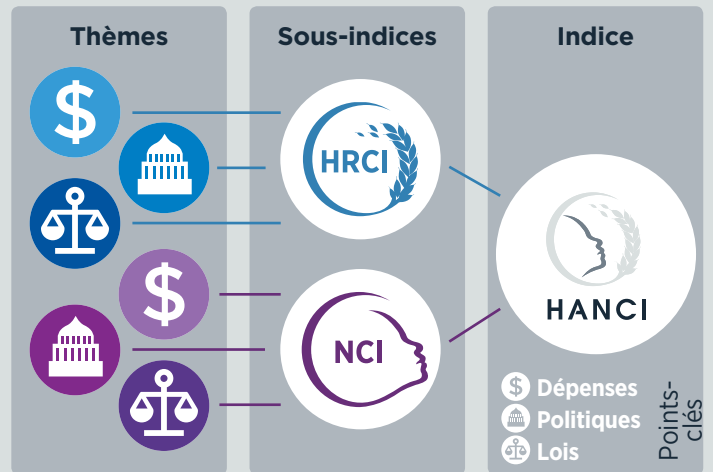 Thèmes
Sous-indices
Indice
$
HRCI
$
NCI
HANCI
$ Dépenses
Politiques
Lois
Points-
clés